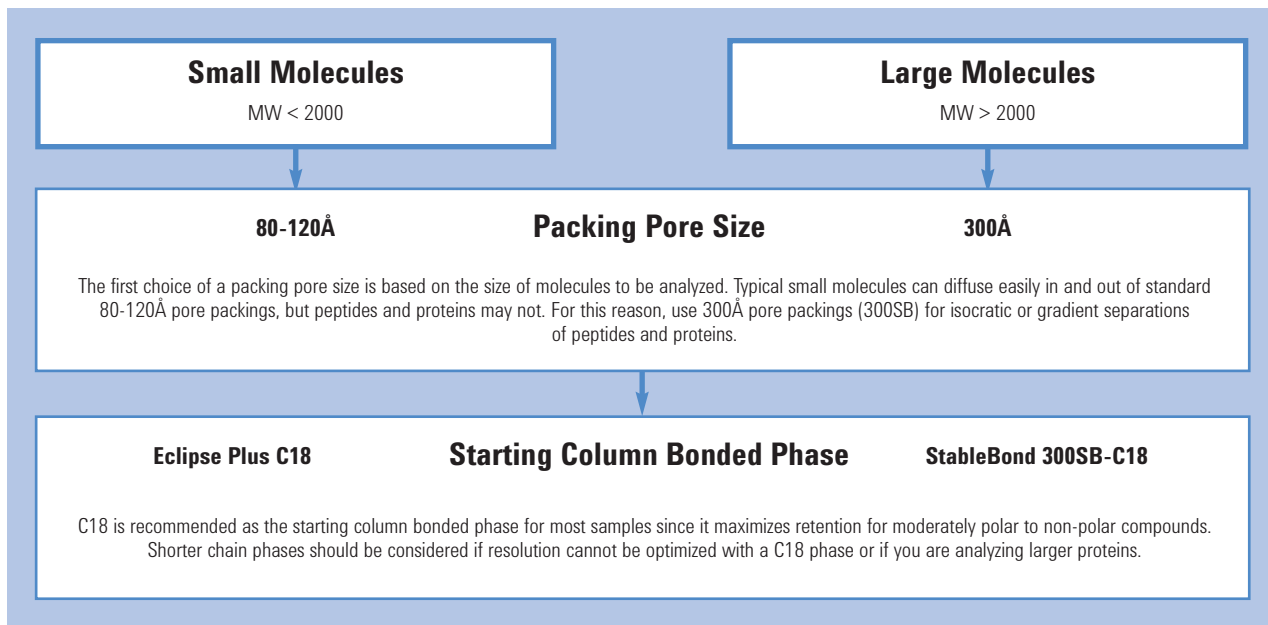 Small Molecules
MW < 2000
Large Molecules
MW > 2000
80-120Å
Packing Pore Size
300Å
The first choice of a packing pore size is based on the size of molecules to be analyzed. Typical small molecules can diffuse easily in and out of standard
80-120Å pore packings, but peptides and proteins may not. For this reason, use 300Å pore packings (300SB) for isocratic or gradient separations
of peptides and proteins.
Eclipse Plus C18
Starting Column Bonded Phase
StableBond 300SB-C18
C18 is recommended as the starting column bonded phase for most samples since it maximizes retention for moderately polar to non-polar compounds.
Shorter chain phases should be considered if resolution cannot be optimized with a C18 phase or if you are analyzing larger proteins.